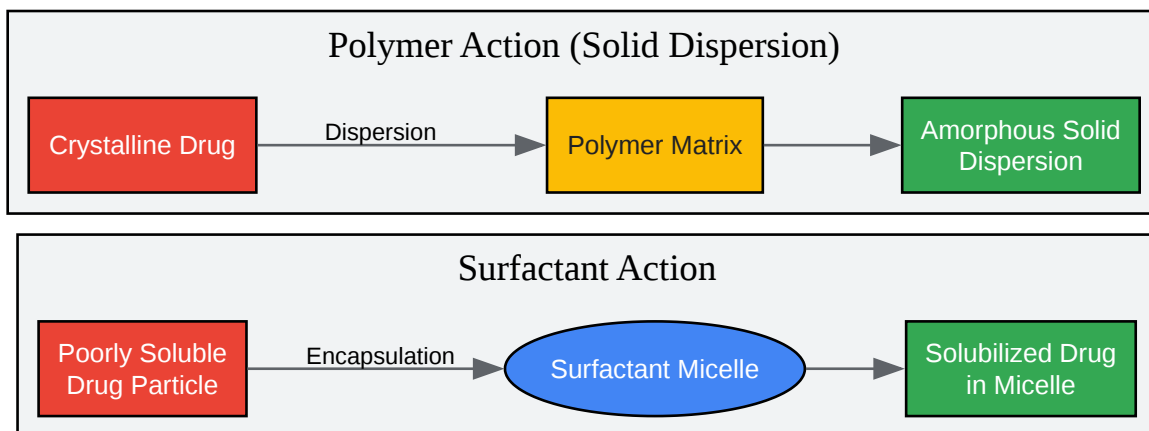 Polymer Action (Solid Dispersion)
Crystalline Drug
Dispersion
Polymer Matrix
Amorphous Solid
Dispersion
Surfactant Action
Poorly Soluble
Drug Particle
Encapsulation
Surfactant Micelle
Solubilized Drug
in Micelle